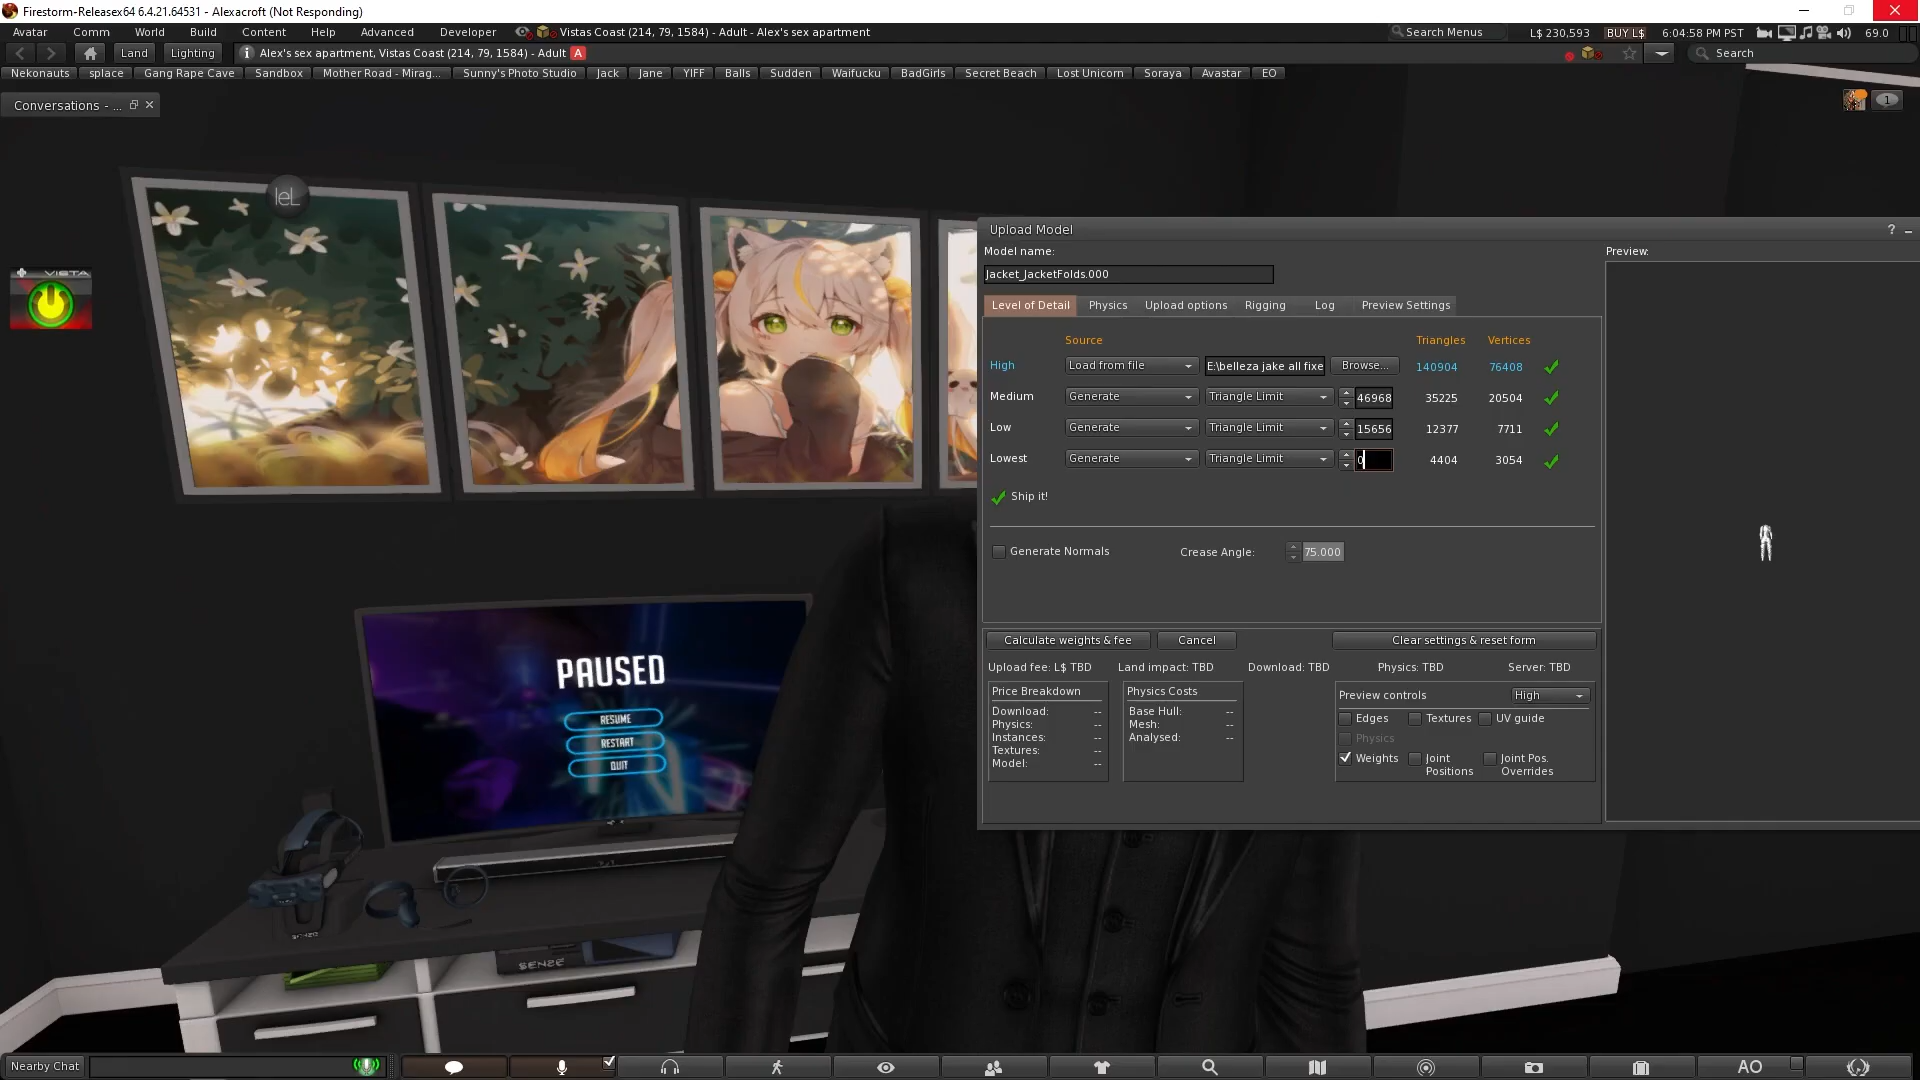 Firestorm-Releasex64 6.4.21.64531 - Alexacroft (Not Responding)
Avatar Comm World Build Content Help Advanced Developer Vistas Coast (214, 79, 1584) - Adult - Alex's sex apartment Search Menus L$ 230,593 BUY L$ 6:04:58 PM PST 69.0
Land Lighting Alex's sex apartment, Vistas Coast (214, 79, 1584) - Adult A Search
Nekonauts splace Gang Rape Cave Sandbox Mother Road - Mirag... Sunny's Photo Studio Jack Jane YIFF Balls Sudden Waifucku BadGirls Secret Beach Lost Unicorn Soraya Avastar EO
Conversations - ... 1
leL
VISTA
Upload Model ?
Model name: Preview:
Jacket_JacketFolds.000
Level of Detail Physics Upload options Rigging Log Preview Settings
Source Triangles Vertices
High Load from file E:\belleza jake all fixe Browse... 140904 76408
Medium Generate Triangle Limit 46968 35225 20504
Low Generate Triangle Limit 15656 12377 7711
Lowest Generate Triangle Limit 0 4404 3054
Ship it!
Generate Normals Crease Angle: 75.000
Calculate weights & fee Cancel Clear settings & reset form
Upload fee: L$ TBD Land impact: TBD Download: TBD Physics: TBD Server: TBD
Price Breakdown Physics Costs Preview controls High
Download: -- Base Hull: -- Edges Textures UV guide
Physics: -- Mesh: -- Physics
Instances: -- Analysed: -- Weights Joint Positions Joint Pos. Overrides
Textures: --
Model: --
PAUSED
RESUME
RESTART
QUIT
SENZE
SENZE
Nearby Chat AO